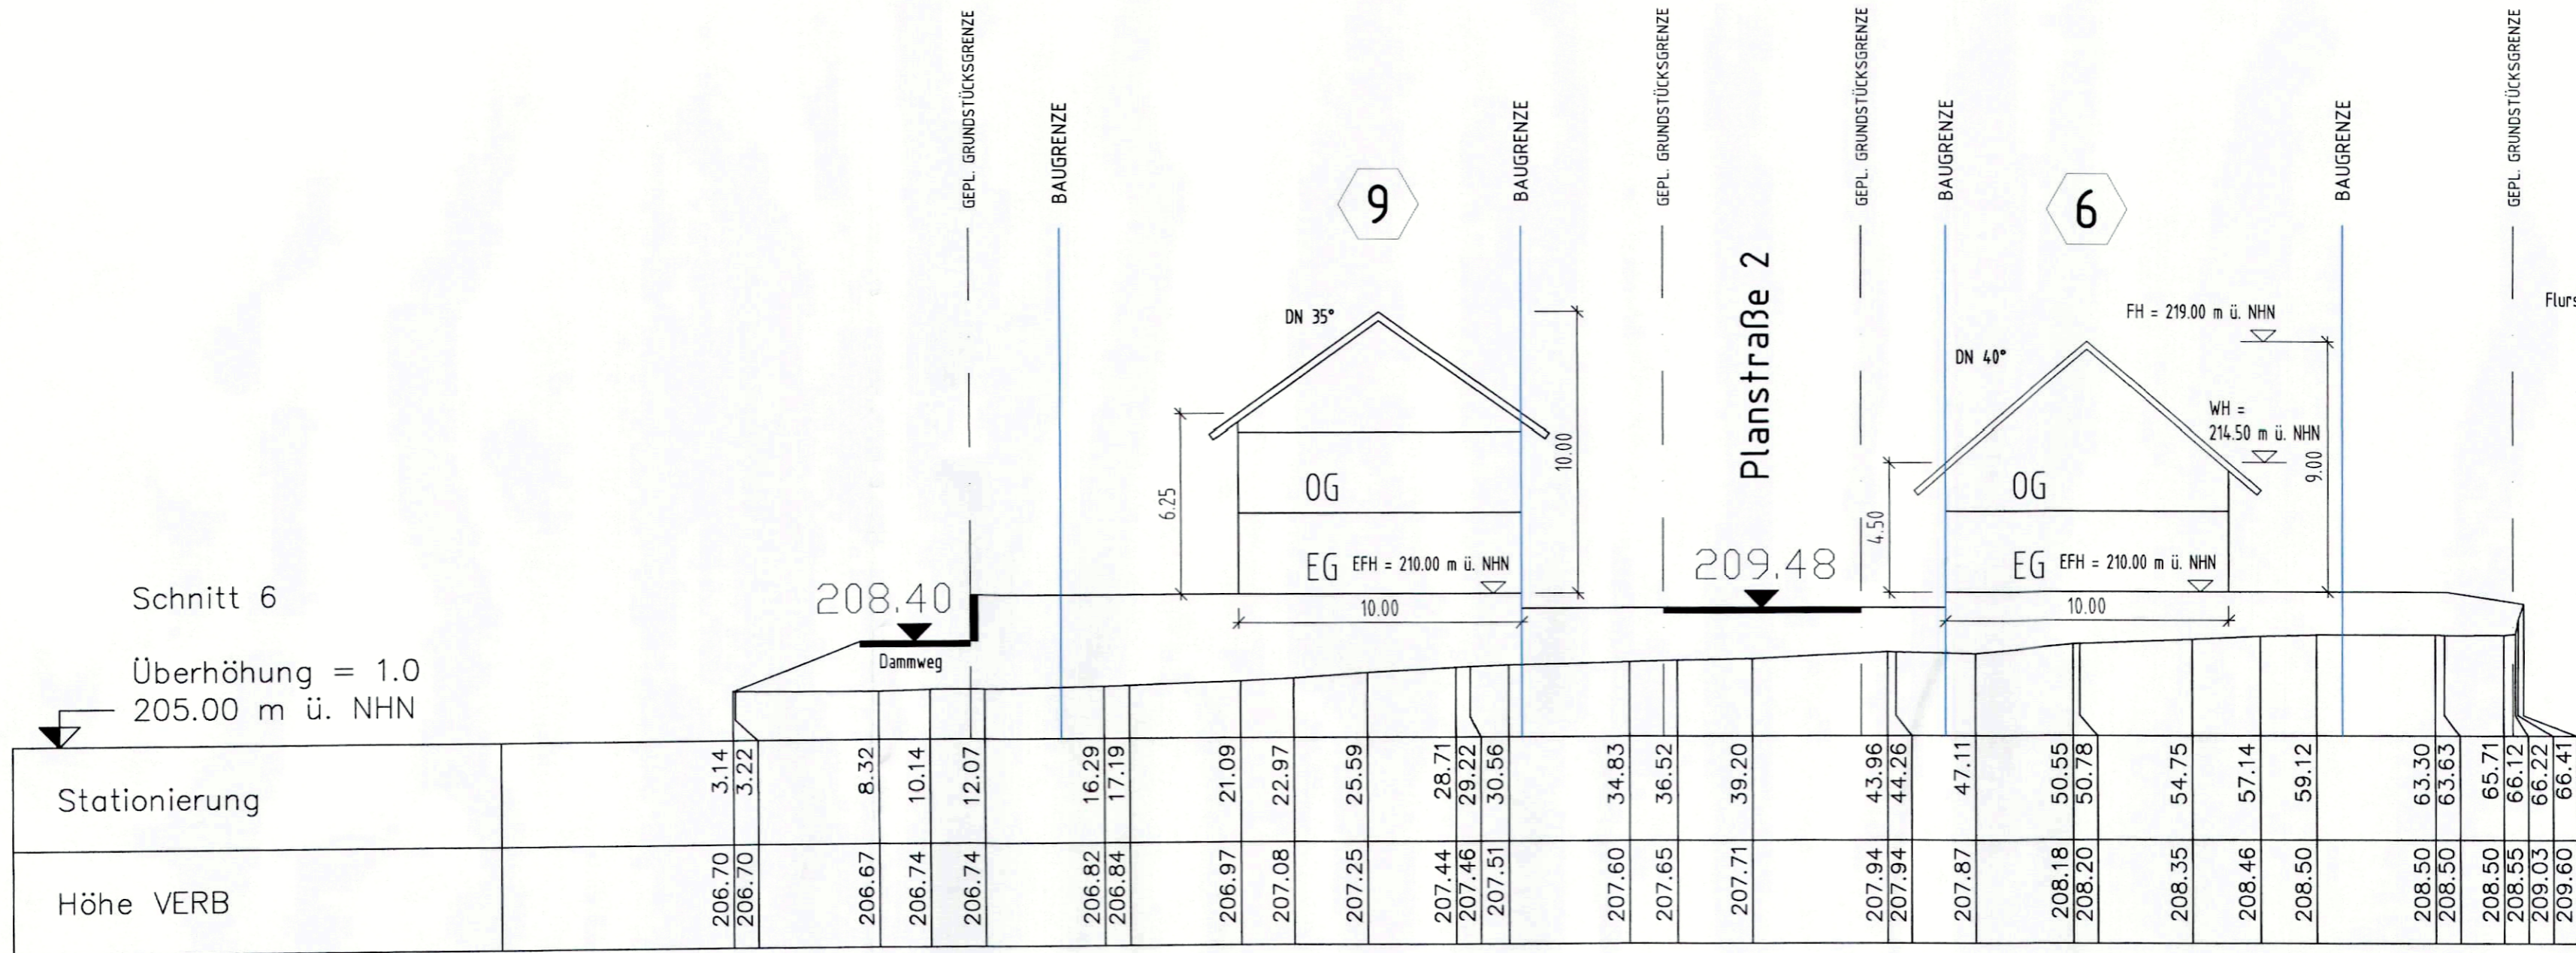 GEPL. GRUNDSTÜCKSGRENZE
BAUGRENZE
9
BAUGRENZE
GEPL. GRUNDSTÜCKSGRENZE
Planstraße 2
GEPL. GRUNDSTÜCKSGRENZE
BAUGRENZE
6
BAUGRENZE
GEPL. GRUNDSTÜCKSGRENZE
Flurs
DN 35°
6.25
OG
EG
EFH = 210.00 m ü. NHN
10.00
10.00
209.48
DN 40°
FH = 219.00 m ü. NHN
WH =
214.50 m ü. NHN
9.00
4.50
OG
EG
EFH = 210.00 m ü. NHN
10.00
208.40
Dammweg
Schnitt 6
Überhöhung = 1.0
205.00 m ü. NHN
Stationierung 3.14 3.22 8.32 10.14 12.07 16.29 17.19 21.09 22.97 25.59 28.71 29.22 30.56 34.83 36.52 39.20 43.96 44.26 47.11 50.55 50.78 54.75 57.14 59.12 63.30 63.63 65.71 66.12 66.22 66.41
Höhe VERB 206.70 206.70 206.67 206.74 206.74 206.82 206.84 206.97 207.08 207.25 207.44 207.46 207.51 207.60 207.65 207.71 207.94 207.94 207.87 208.18 208.20 208.35 208.46 208.50 208.50 208.50 208.50 208.55 209.03 209.60